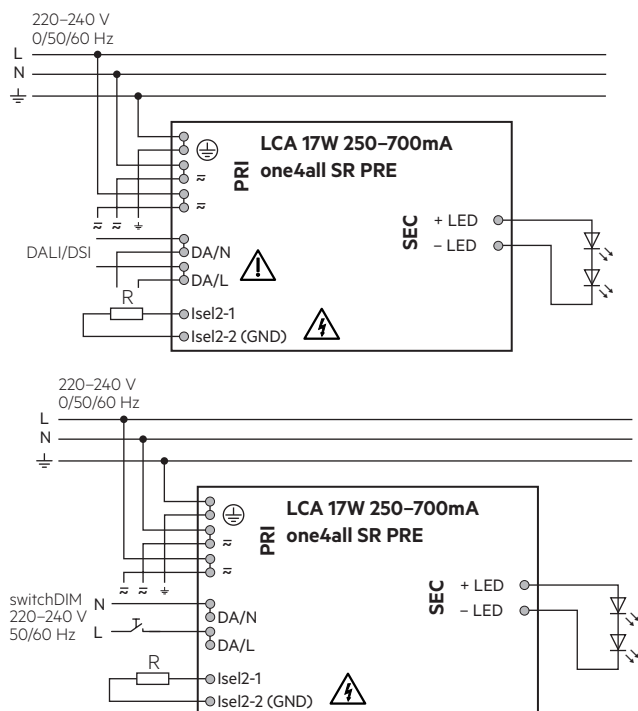 220–240 V
0/50/60 Hz
L
N
LCA 17W 250–700mA
one4all SR PRE
PRI
SEC
+ LED
– LED
DALI/DSI
DA/N
DA/L
R
Isel2-1
Isel2-2 (GND)
220–240 V
0/50/60 Hz
L
N
LCA 17W 250–700mA
one4all SR PRE
PRI
SEC
+ LED
– LED
switchDIM
220–240 V
50/60 Hz
N
L
DA/N
DA/L
R
Isel2-1
Isel2-2 (GND)